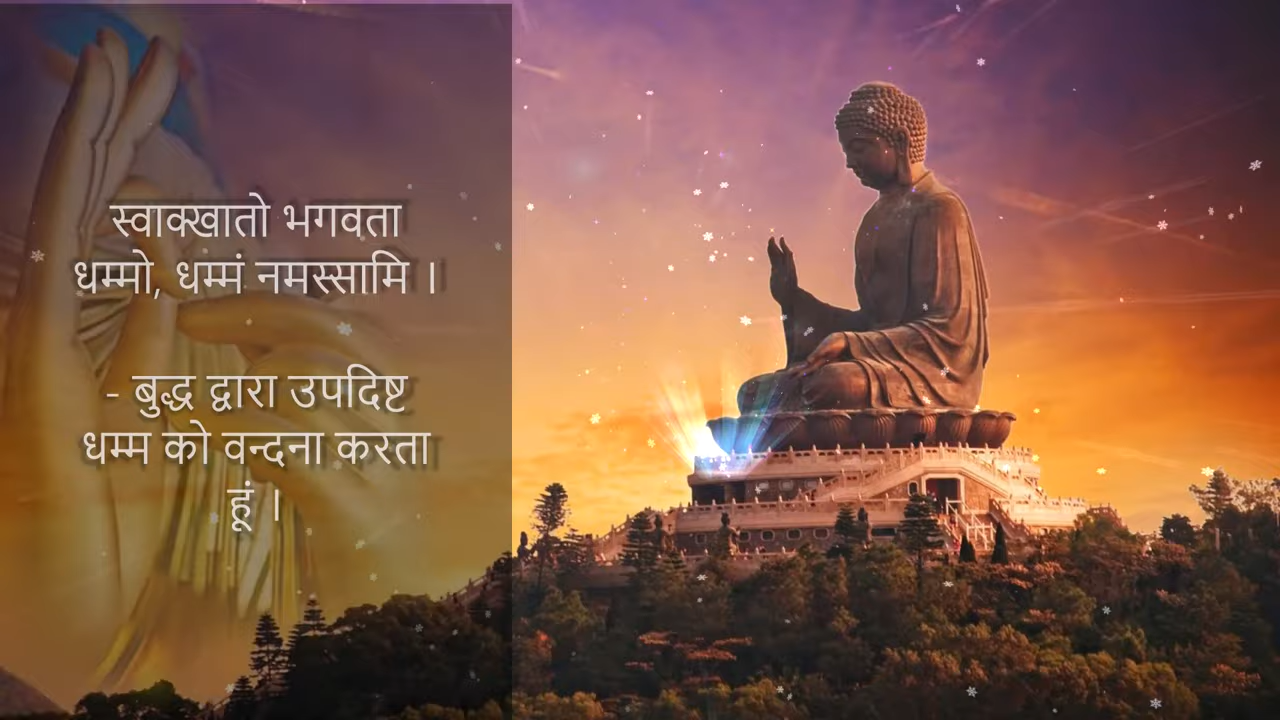 स्वाक्खातो भगवता
धम्मो, धम्मं नमस्सामि ।
- बुद्ध द्वारा उपदिष्ट
धम्म को वन्दना करता
हूं ।